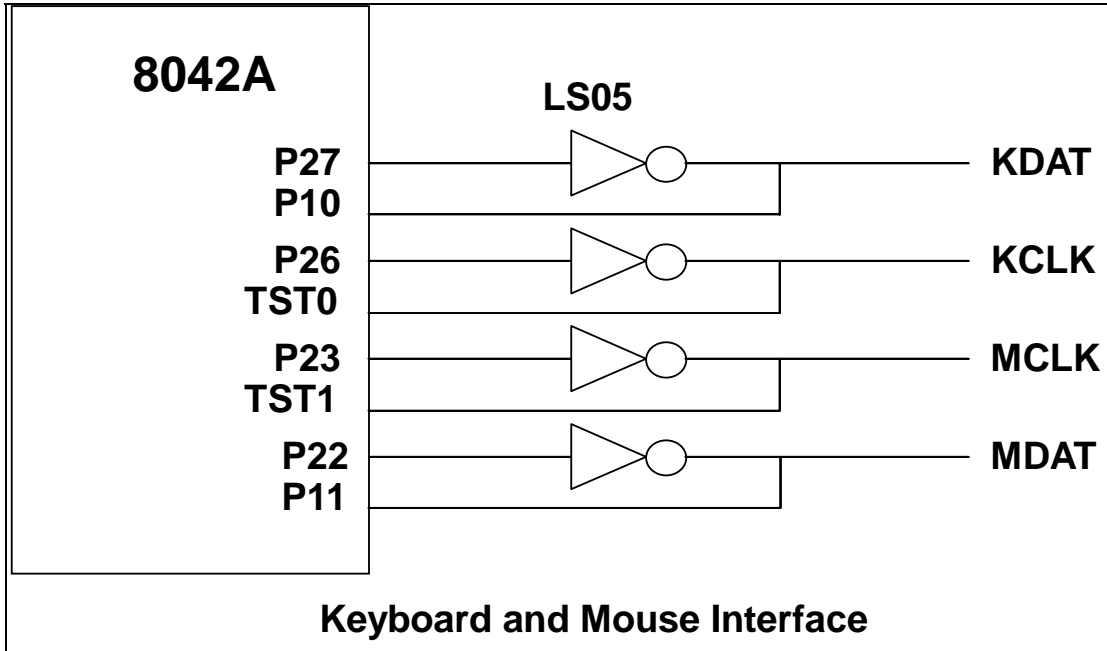 8042A
LS05
P27
KDAT
P10
P26
KCLK
TST0
P23
MCLK
TST1
P22
MDAT
P11
Keyboard and Mouse Interface